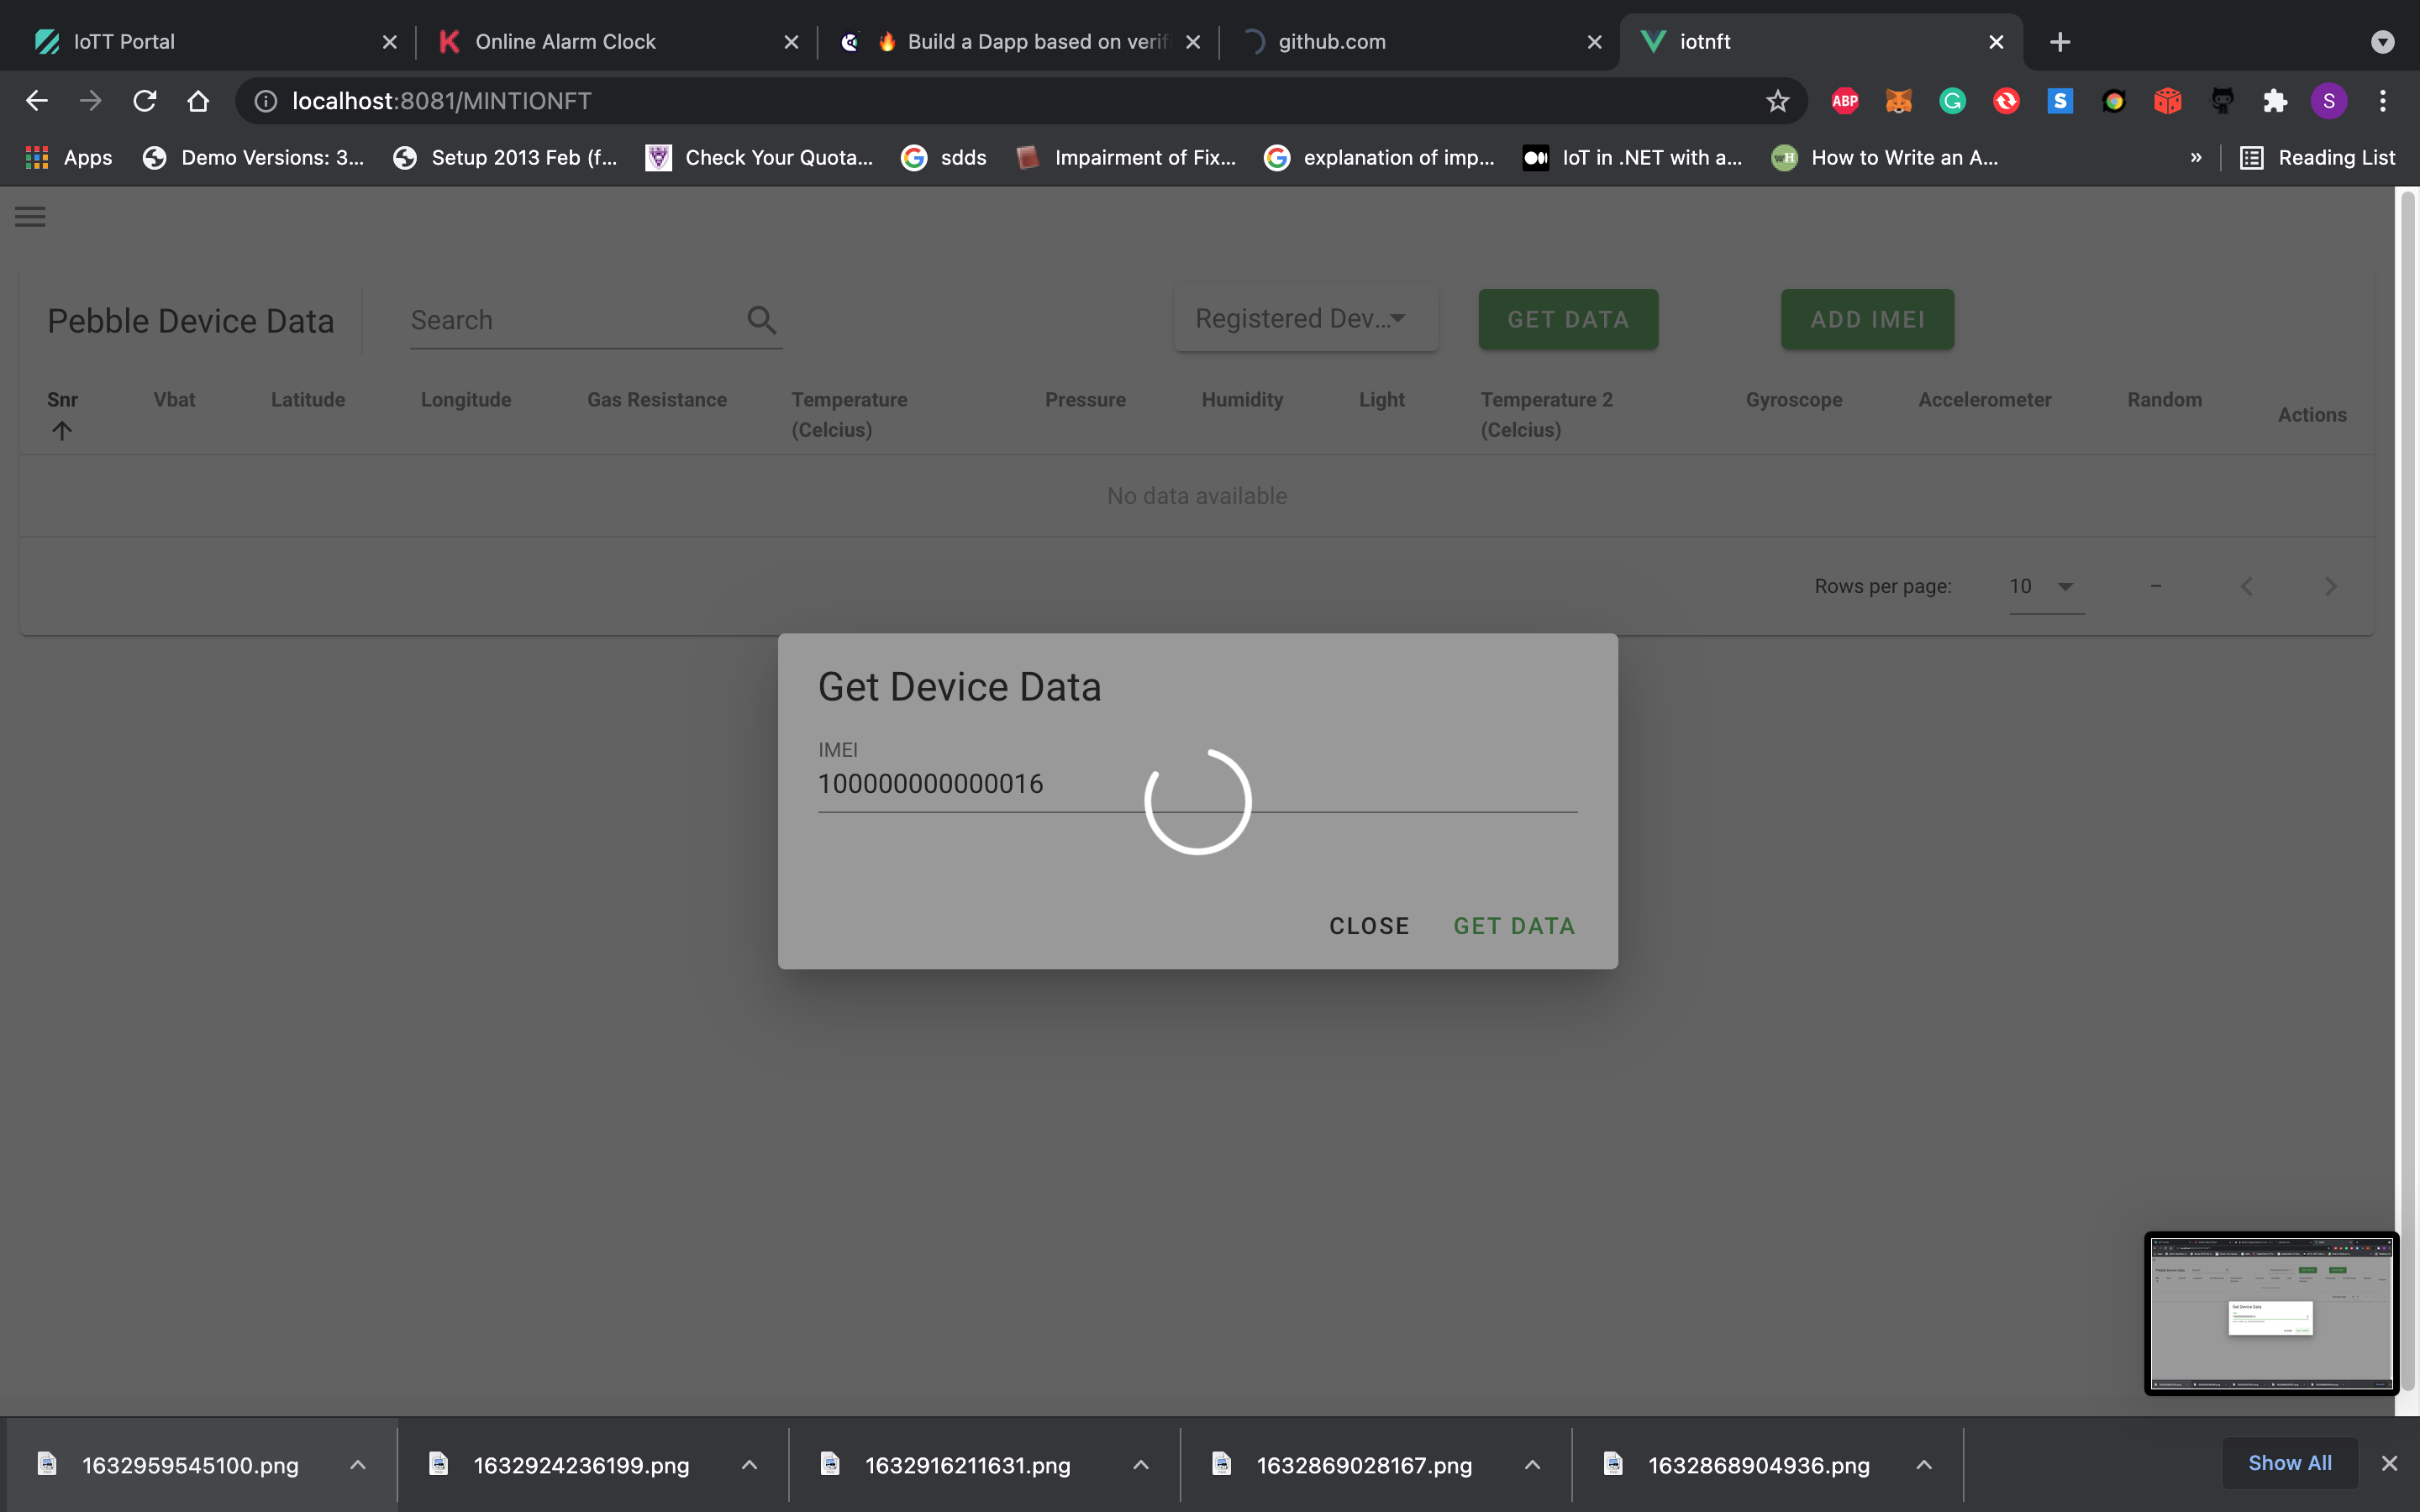 IoTT Portal
Online Alarm Clock
Build a Dapp based on verif
github.com
iotnft
localhost:8081/MINTIONFT
ABP
S
S
Apps
Demo Versions: 3...
Setup 2013 Feb (f...
Check Your Quota...
sdds
Impairment of Fix...
explanation of imp...
IoT in .NET with a...
How to Write an A...
»
Reading List
Pebble Device Data
Search
Registered Dev...
GET DATA
ADD IMEI
Snr
Vbat
Latitude
Longitude
Gas Resistance
Temperature (Celcius)
Pressure
Humidity
Light
Temperature 2 (Celcius)
Gyroscope
Accelerometer
Random
Actions
No data available
Rows per page:
10
–
Get Device Data
IMEI
100000000000016
CLOSE
GET DATA
1632959545100.png
1632924236199.png
1632916211631.png
1632869028167.png
1632868904936.png
Show All